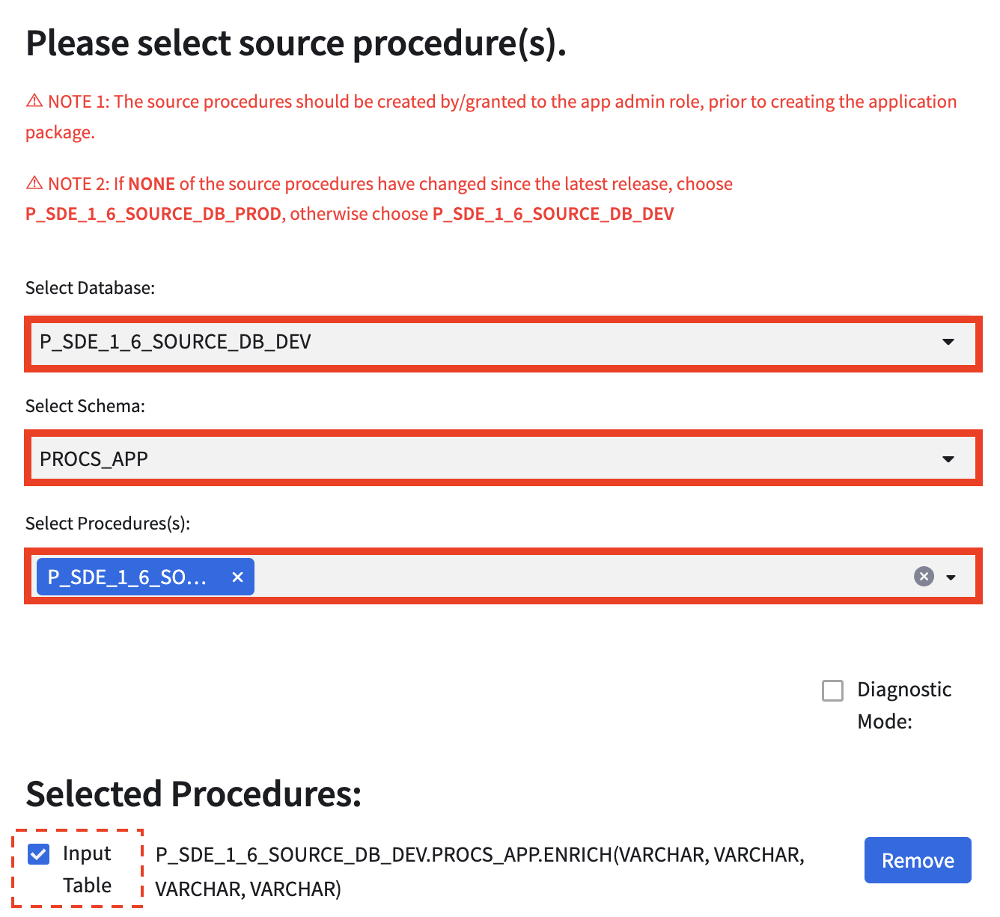 Please select source procedure(s).
⚠ NOTE 1: The source procedures should be created by/granted to the app admin role, prior to creating the application
package.
⚠ NOTE 2: If NONE of the source procedures have changed since the latest release, choose
P_SDE_1_6_SOURCE_DB_PROD, otherwise choose P_SDE_1_6_SOURCE_DB_DEV
Select Database:
P_SDE_1_6_SOURCE_DB_DEV
Select Schema:
PROCS_APP
Select Procedures(s):
P_SDE_1_6_SO...
Diagnostic
Mode:
Selected Procedures:
Input
Table
P_SDE_1_6_SOURCE_DB_DEV.PROCS_APP.ENRICH(VARCHAR, VARCHAR,
VARCHAR, VARCHAR)
Remove